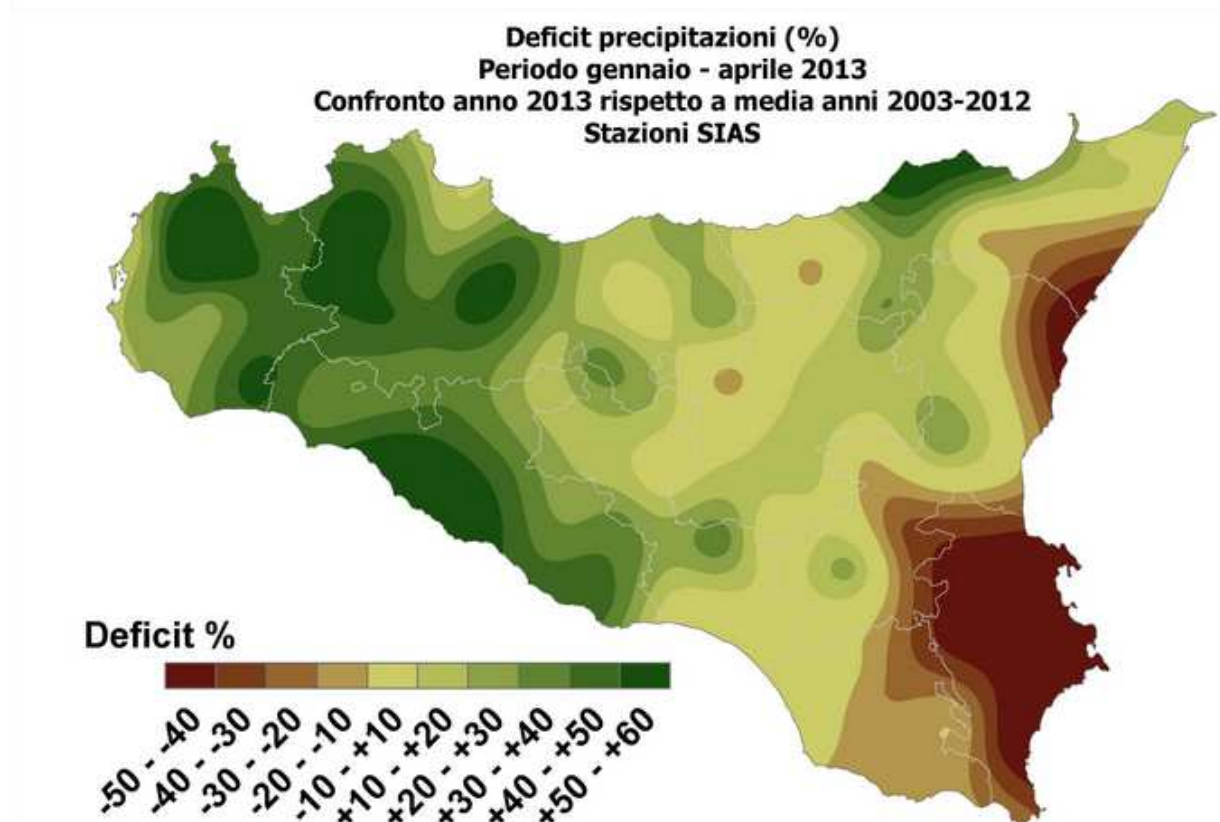 Deficit precipitazioni (%)
Periodo gennaio - aprile 2013
Confronto anno 2013 rispetto a media anni 2003-2012
Stazioni SIAS
Deficit %
-50 - -40
-40 - -30
-30 - -20
-20 - -10
-10 - +10
+10 - +20
+20 - +30
+30 - +40
+40 - +50
+50 - +60